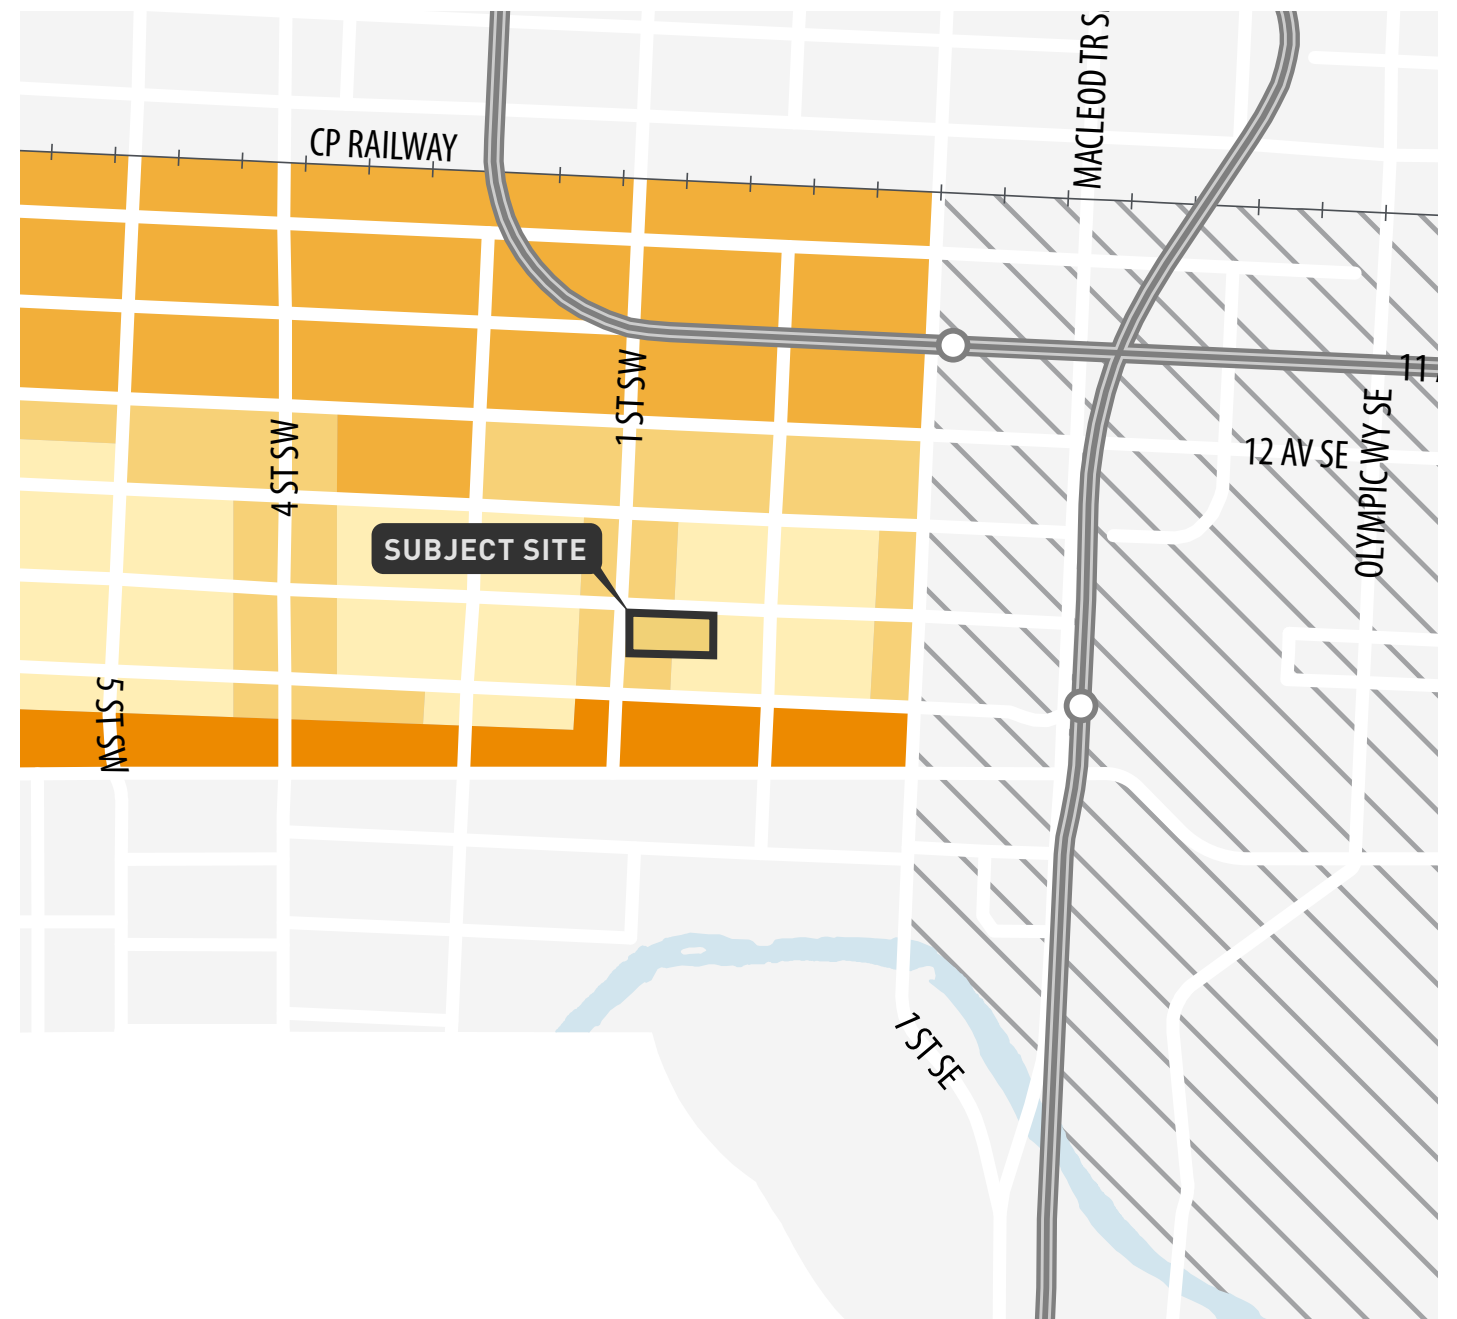 MACLEOD TR S
CP RAILWAY
1 ST SW
11
4 ST SW
12 AV SE
OLYMPIC WY SE
SUBJECT SITE
5 ST SW
1 ST SE